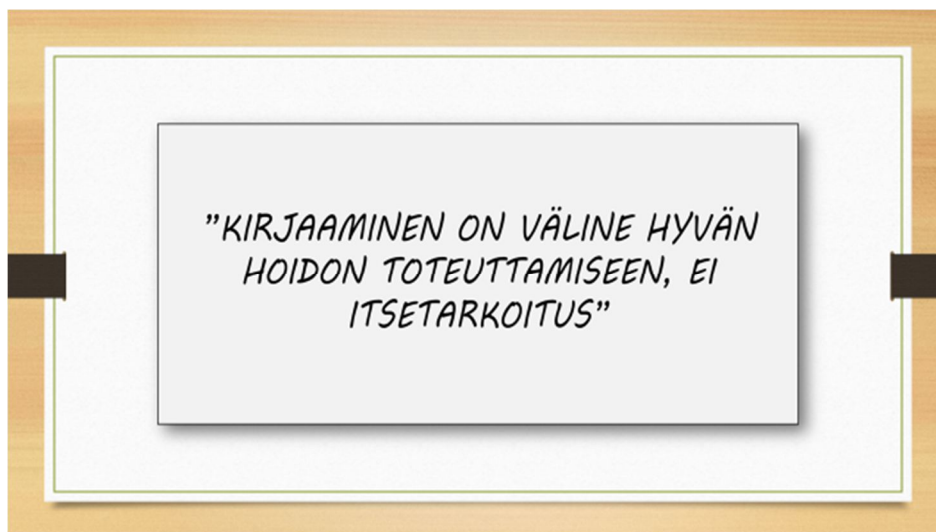 ”KIRJAAMINEN ON VÄLINE HYVÄN
HOIDON TOTEUTTAMISEEN, EI
ITSETARKOITUS”